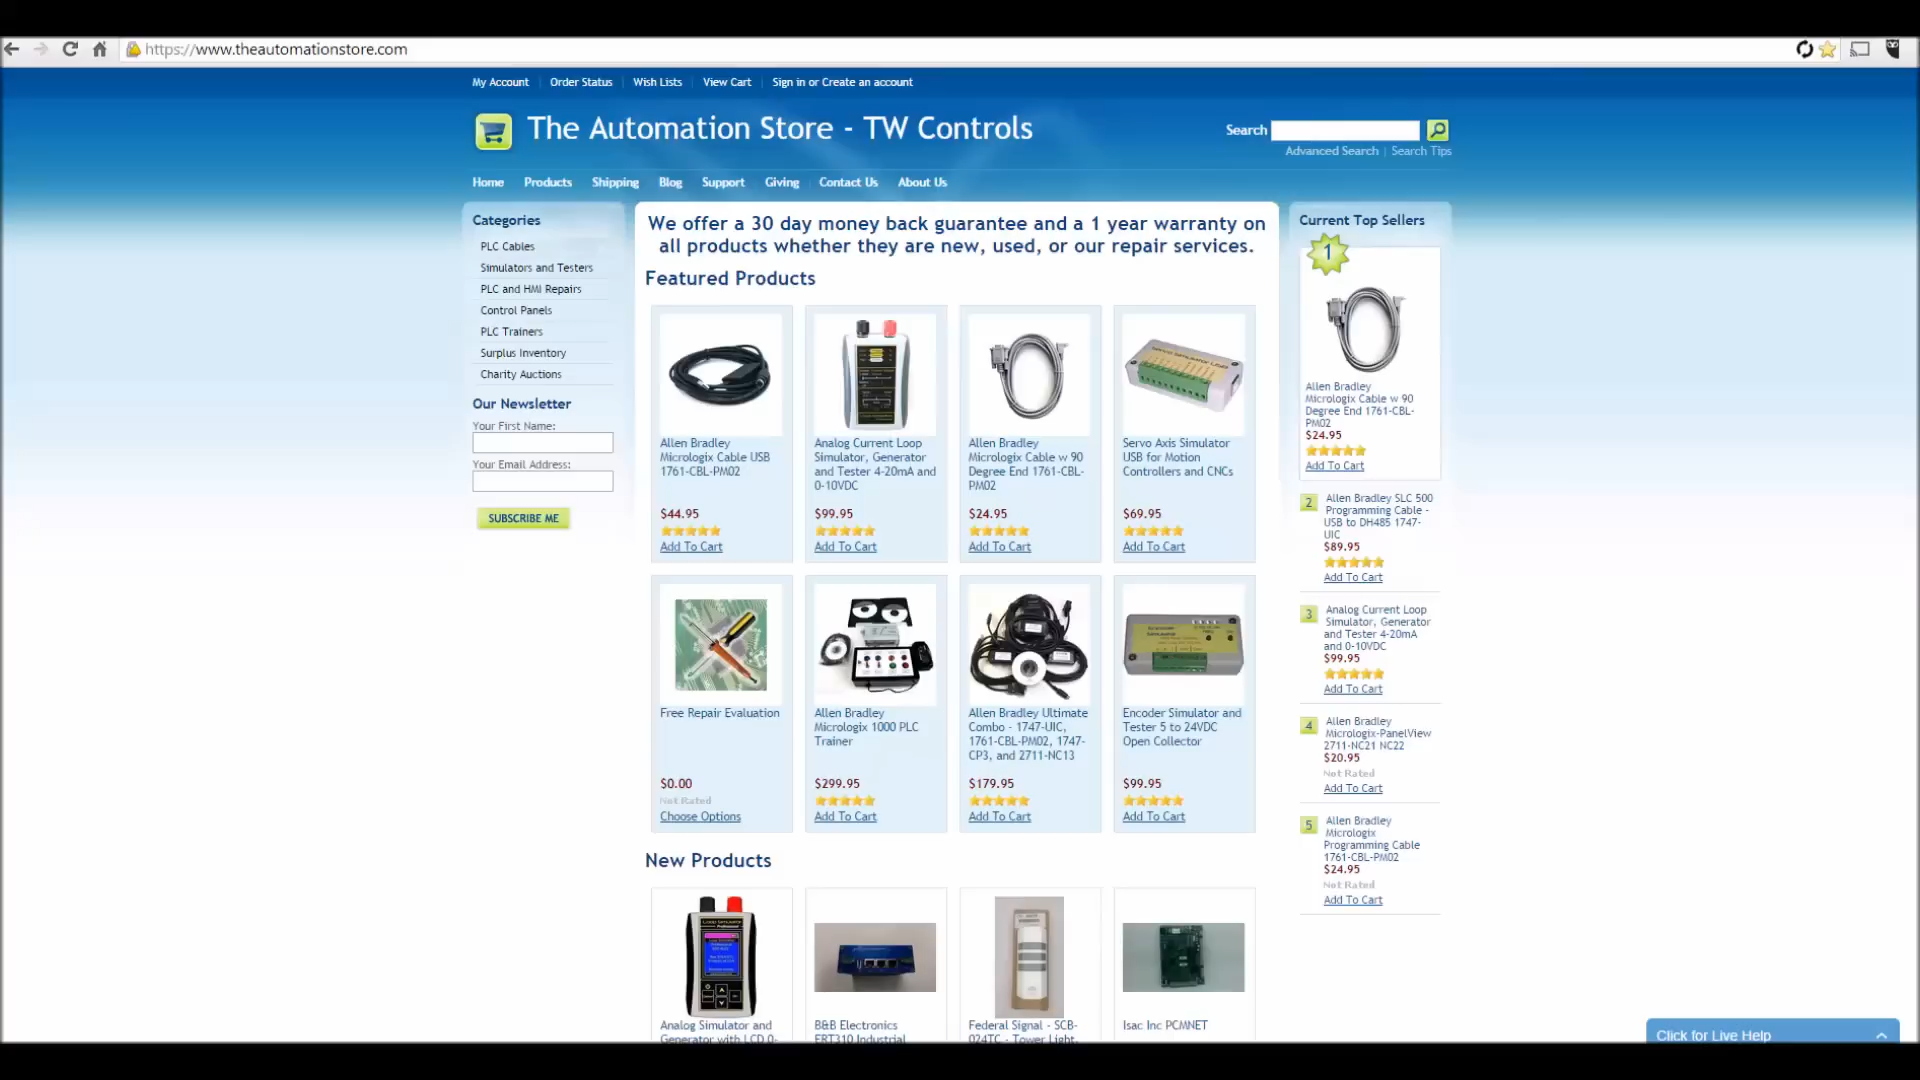 https://www.theautomationstore.com
My Account
Order Status
Wish Lists
View Cart
Sign in or Create an account
The Automation Store - TW Controls
Search
Advanced Search | Search Tips
Home
Products
Shipping
Blog
Support
Giving
Contact Us
About Us
Categories
PLC Cables
Simulators and Testers
PLC and HMI Repairs
Control Panels
PLC Trainers
Surplus Inventory
Charity Auctions
Our Newsletter
Your First Name:
Your Email Address:
SUBSCRIBE ME
We offer a 30 day money back guarantee and a 1 year warranty on
all products whether they are new, used, or our repair services.
Featured Products
Allen Bradley
Micrologix Cable USB
1761-CBL-PM02
$44.95
Add To Cart
Analog Current Loop
Simulator, Generator
and Tester 4-20mA and
0-10VDC
$99.95
Add To Cart
Allen Bradley
Micrologix Cable w 90
Degree End 1761-CBL-
PM02
$24.95
Add To Cart
Servo Axis Simulator
USB for Motion
Controllers and CNCs
$69.95
Add To Cart
Free Repair Evaluation
$0.00
Not Rated
Choose Options
Allen Bradley
Micrologix 1000 PLC
Trainer
$299.95
Add To Cart
Allen Bradley Ultimate
Combo - 1747-UIC,
1761-CBL-PM02, 1747-
CP3, and 2711-NC13
$179.95
Add To Cart
Encoder Simulator and
Tester 5 to 24VDC
Open Collector
$99.95
Add To Cart
New Products
Analog Simulator and
Generator with LCD 0-
B&B Electronics
ERT310 Industrial
Federal Signal - SCB-
024TC - Tower Light,
Isac Inc PCMNET
Current Top Sellers
1
Allen Bradley
Micrologix Cable w 90
Degree End 1761-CBL-
PM02
$24.95
Add To Cart
2
Allen Bradley SLC 500
Programming Cable -
USB to DH485 1747-
UIC
$89.95
Add To Cart
3
Analog Current Loop
Simulator, Generator
and Tester 4-20mA
and 0-10VDC
$99.95
Add To Cart
4
Allen Bradley
Micrologix-PanelView
2711-NC21 NC22
$20.95
Not Rated
Add To Cart
5
Allen Bradley
Micrologix
Programming Cable
1761-CBL-PM02
$24.95
Not Rated
Add To Cart
Click for Live Help